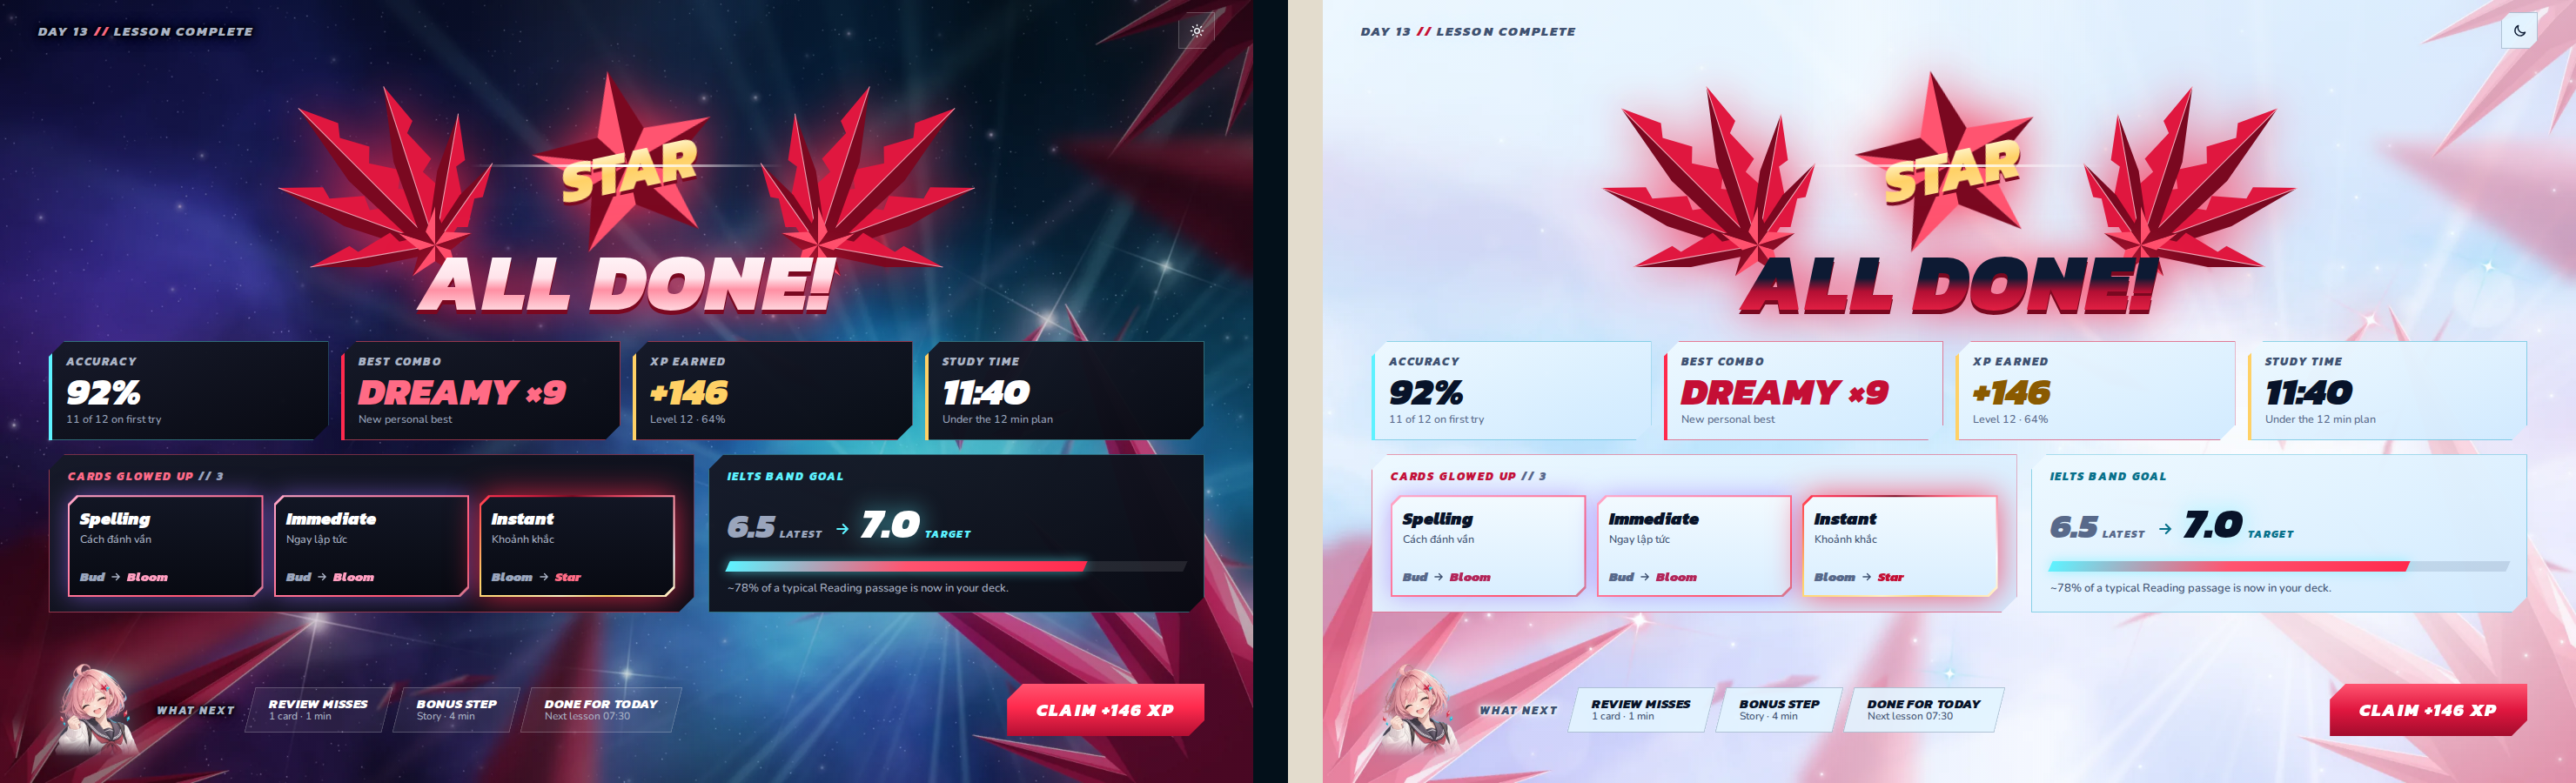 DAY 13 // LESSON COMPLETE
STAR
ALL DONE!
ACCURACY
92%
11 of 12 on first try
BEST COMBO
DREAMY ×9
New personal best
XP EARNED
+146
Level 12 · 64%
STUDY TIME
11:40
Under the 12 min plan
CARDS GLOWED UP // 3
Spelling
Cách đánh vần
Bud → Bloom
Immediate
Ngay lập tức
Bud → Bloom
Instant
Khoảnh khắc
Bloom → Star
IELTS BAND GOAL
6.5 LATEST → 7.0 TARGET
~78% of a typical Reading passage is now in your deck.
WHAT NEXT
REVIEW MISSES
1 card · 1 min
BONUS STEP
Story · 4 min
DONE FOR TODAY
Next lesson 07:30
CLAIM +146 XP
DAY 13 // LESSON COMPLETE
STAR
ALL DONE!
ACCURACY
92%
11 of 12 on first try
BEST COMBO
DREAMY ×9
New personal best
XP EARNED
+146
Level 12 · 64%
STUDY TIME
11:40
Under the 12 min plan
CARDS GLOWED UP // 3
Spelling
Cách đánh vần
Bud → Bloom
Immediate
Ngay lập tức
Bud → Bloom
Instant
Khoảnh khắc
Bloom → Star
IELTS BAND GOAL
6.5 LATEST → 7.0 TARGET
~78% of a typical Reading passage is now in your deck.
WHAT NEXT
REVIEW MISSES
1 card · 1 min
BONUS STEP
Story · 4 min
DONE FOR TODAY
Next lesson 07:30
CLAIM +146 XP